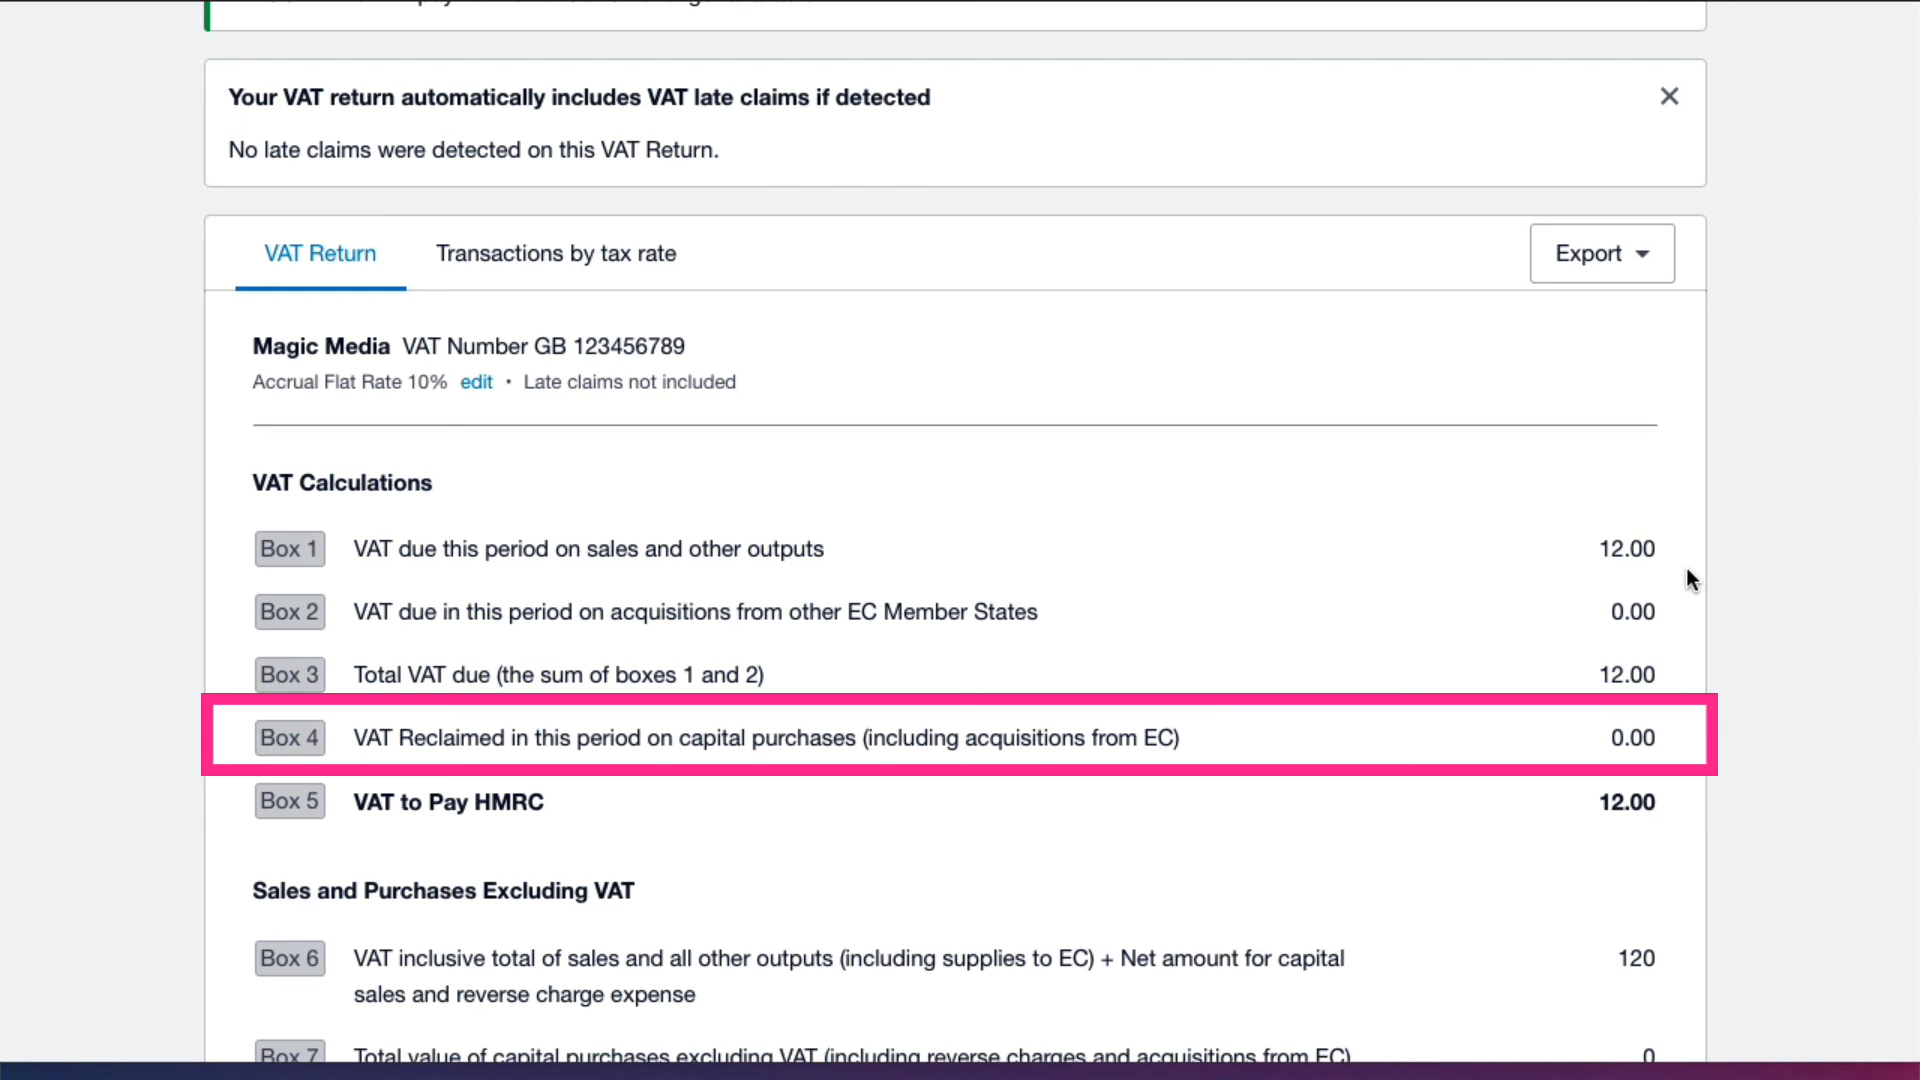 Your VAT return automatically includes VAT late claims if detected
No late claims were detected on this VAT Return.
VAT Return Transactions by tax rate Export
Magic Media VAT Number GB 123456789
Accrual Flat Rate 10% edit • Late claims not included
VAT Calculations
Box 1 VAT due this period on sales and other outputs 12.00
Box 2 VAT due in this period on acquisitions from other EC Member States 0.00
Box 3 Total VAT due (the sum of boxes 1 and 2) 12.00
Box 4 VAT Reclaimed in this period on capital purchases (including acquisitions from EC) 0.00
Box 5 VAT to Pay HMRC 12.00
Sales and Purchases Excluding VAT
Box 6 VAT inclusive total of sales and all other outputs (including supplies to EC) + Net amount for capital 120
sales and reverse charge expense
Box 7 Total value of capital purchases excluding VAT (including reverse charges and acquisitions from EC) 0